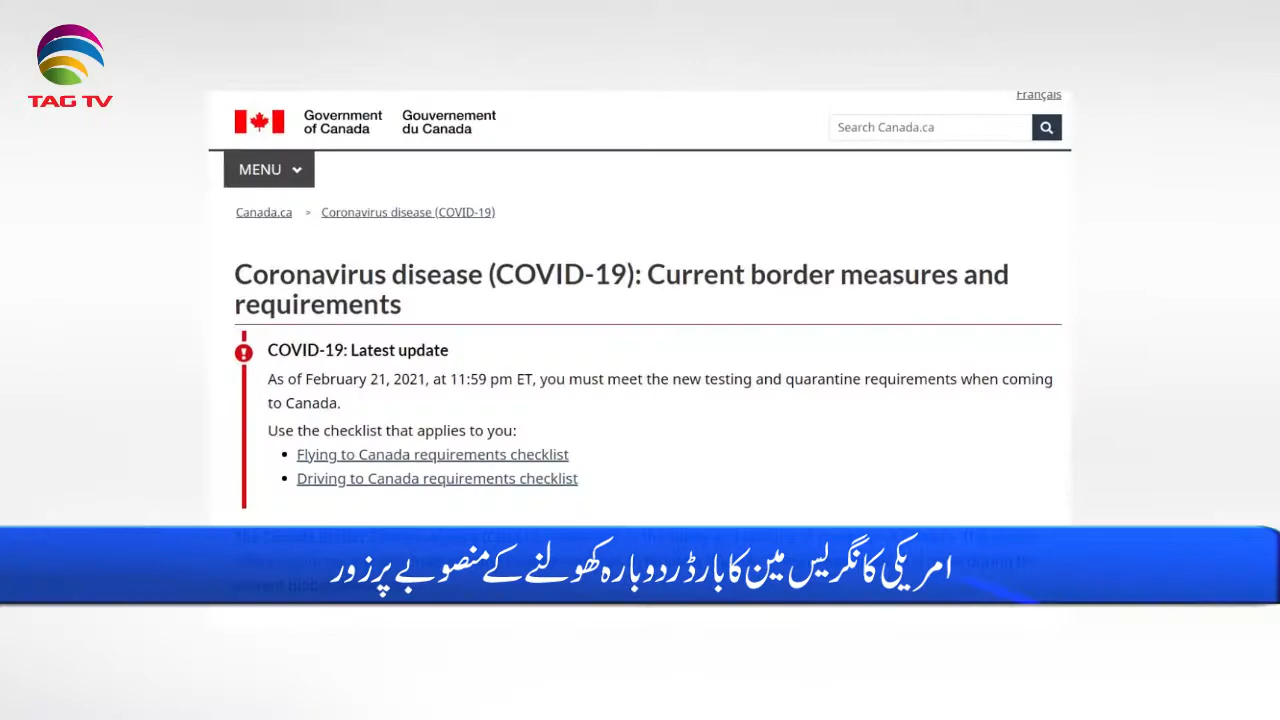 TAG TV
Français
Government of Canada
Gouvernement du Canada
Search Canada.ca
MENU
Canada.ca > Coronavirus disease (COVID-19)
Coronavirus disease (COVID-19): Current border measures and
requirements
COVID-19: Latest update
As of February 21, 2021, at 11:59 pm ET, you must meet the new testing and quarantine requirements when coming
to Canada.
Use the checklist that applies to you:
• Flying to Canada requirements checklist
• Driving to Canada requirements checklist
امریکی کانگریس مین کا بارڈر دوبارہ کھولنے کے منصوبے پر زور